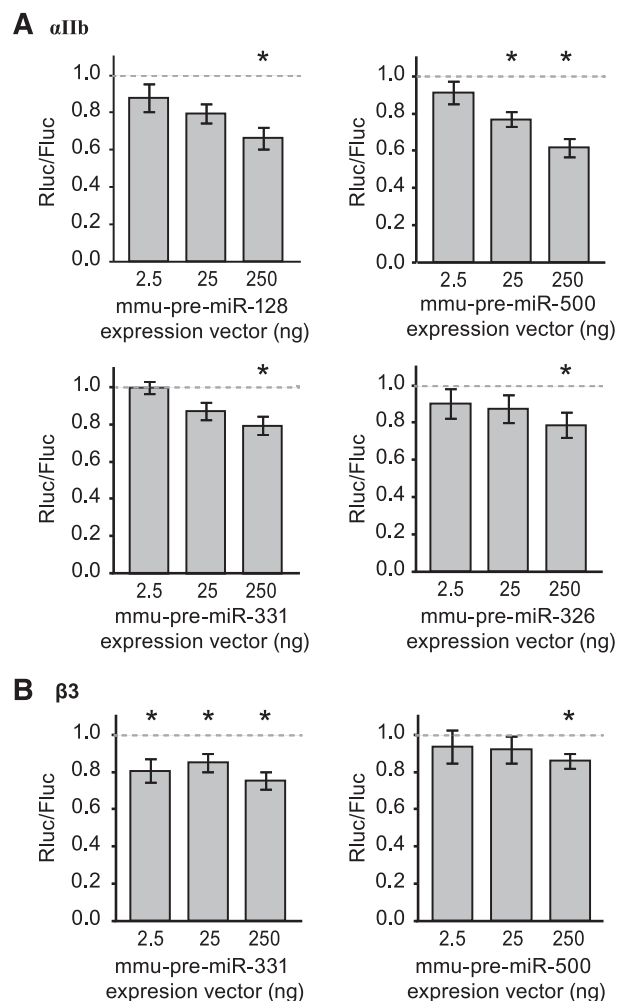 A αIIb
* 
1.0
0.8
0.6
0.4
0.2
0.0
Rluc/Fluc
2.5 25 250
mmu-pre-miR-128
expression vector (ng)
* *
1.0
0.8
0.6
0.4
0.2
0.0
Rluc/Fluc
2.5 25 250
mmu-pre-miR-500
expression vector (ng)
*
1.0
0.8
0.6
0.4
0.2
0.0
Rluc/Fluc
2.5 25 250
mmu-pre-miR-331
expression vector (ng)
*
1.0
0.8
0.6
0.4
0.2
0.0
Rluc/Fluc
2.5 25 250
mmu-pre-miR-326
expression vector (ng)
B β3
* * *
1.0
0.8
0.6
0.4
0.2
0.0
Rluc/Fluc
2.5 25 250
mmu-pre-miR-331
expresion vector (ng)
*
1.0
0.8
0.6
0.4
0.2
0.0
Rluc/Fluc
2.5 25 250
mmu-pre-miR-500
expresion vector (ng)